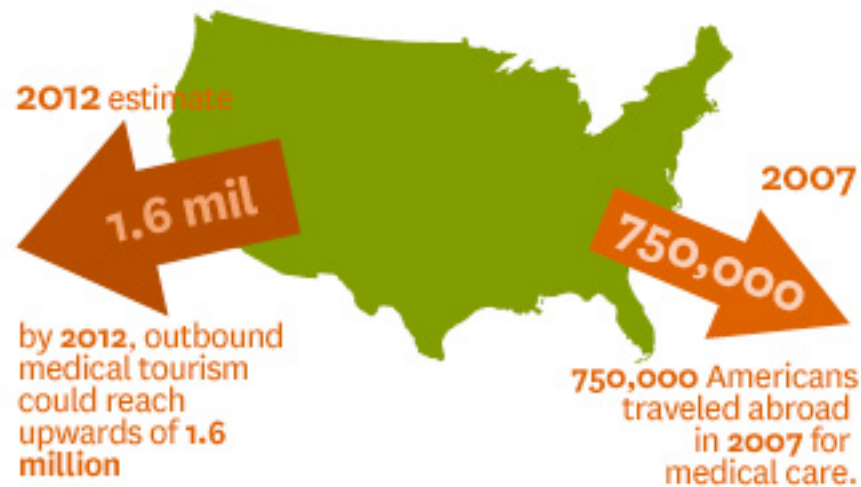 2012 estimate
1.6 mil
by 2012, outbound
medical tourism
could reach
upwards of 1.6
million
2007
750,000
750,000 Americans
traveled abroad
in 2007 for
medical care.